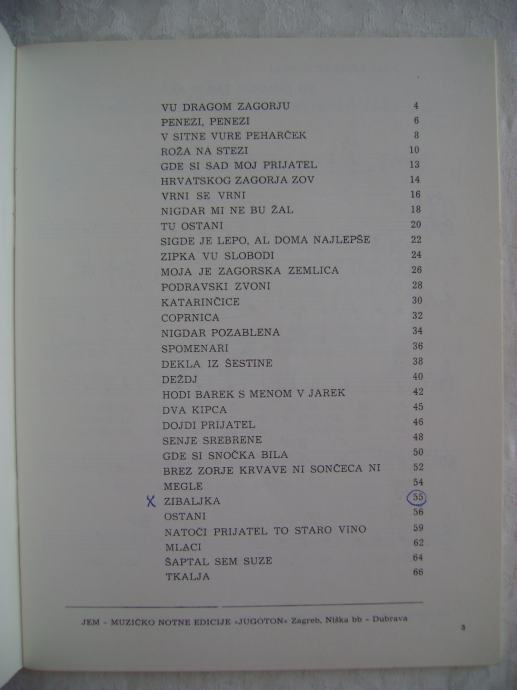 VU DRAGOM ZAGORJU 4
PENEZI, PENEZI 6
V SITNE VURE PEHARČEK 8
ROŽA NA STEZI 10
GDE SI SAD MOJ PRIJATEL 13
HRVATSKOG ZAGORJA ZOV 14
VRNI SE VRNI 16
NIGDAR MI NE BU ŽAL 18
TU OSTANI 20
SIGDE JE LEPO, AL DOMA NAJLEPŠE 22
ZIPKA VU SLOBODI 24
MOJA JE ZAGORSKA ZEMLICA 26
PODRAVSKI ZVONI 28
KATARINČICE 30
COPRNICA 32
NIGDAR POZABLENA 34
SPOMENARI 36
DEKLA IZ ŠESTINE 38
DEŽDJ 40
HODI BAREK S MENOM V JAREK 42
DVA KIPCA 45
DOJDI PRIJATEL 46
SENJE SREBRENE 48
GDE SI SNOČKA BILA 50
BREZ ZORJE KRVAVE NI SONČECA NI 52
MEGLE 54
X ZIBALJKA 55
OSTANI 56
NATOČI PRIJATEL TO STARO VINO 59
MLACI 62
ŠAPTAL SEM SUZE 64
TKALJA 66
JEM - MUZIČKO NOTNE EDICIJE »JUGOTON« Zagreb, Niška bb - Dubrava
3